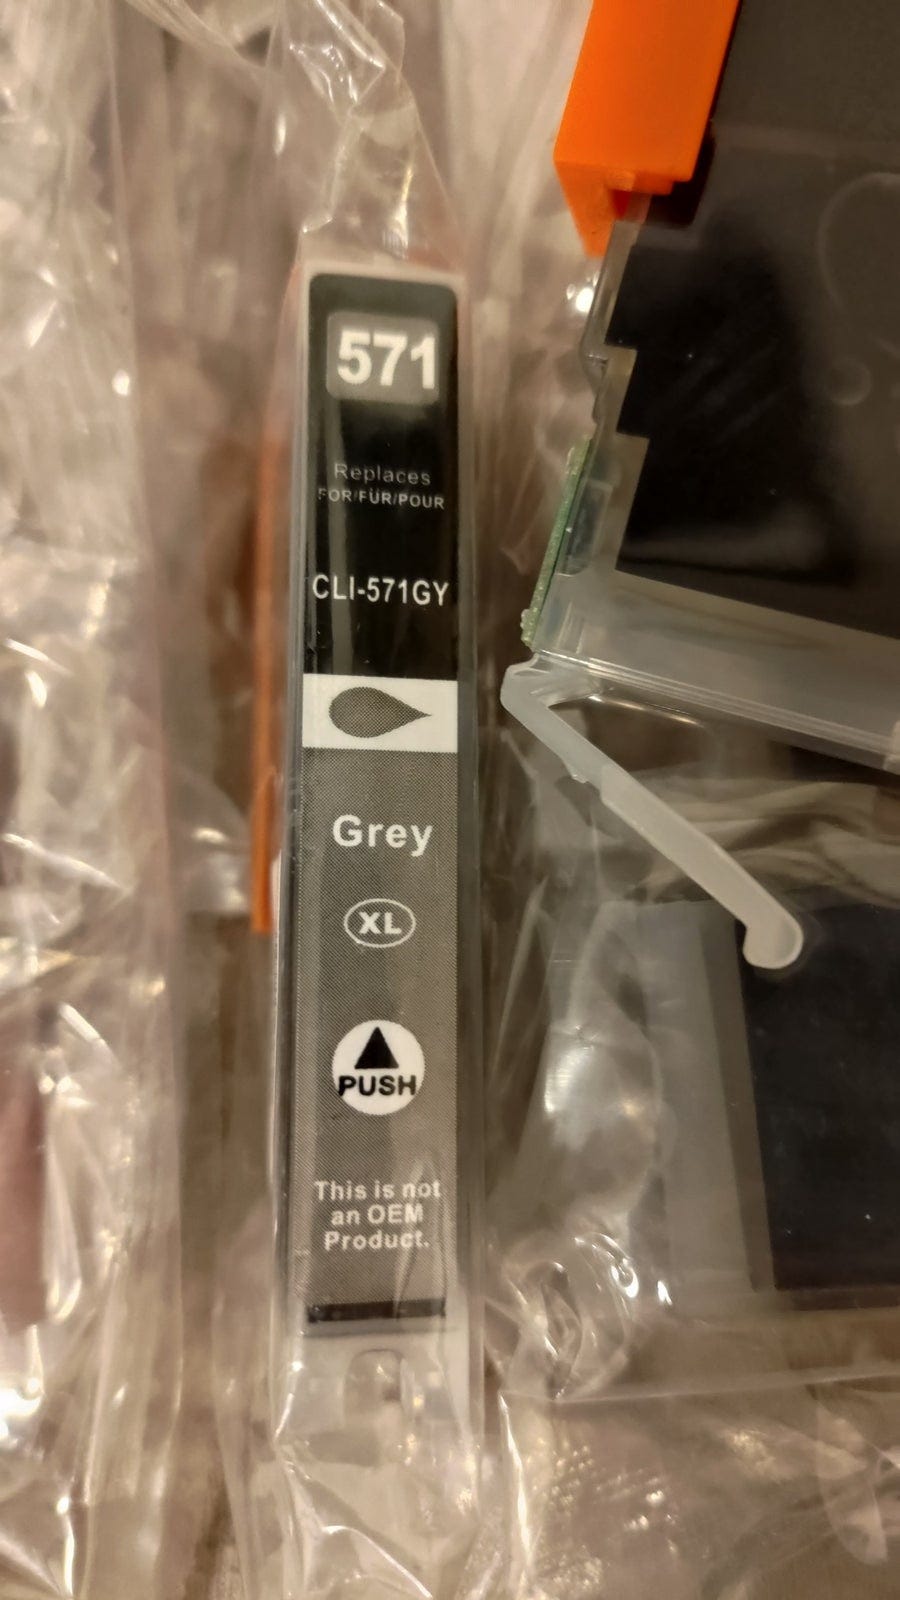 571
Replaces
FOR/FÜR/POUR
CLI-571GY
Grey
XL
PUSH
This is not
an OEM
Product.